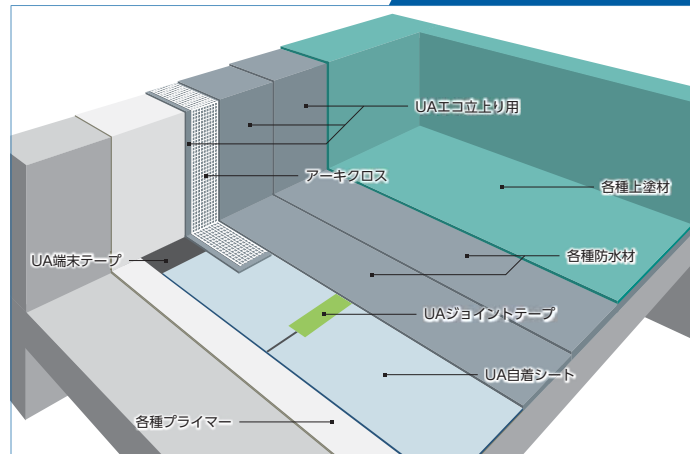 UAエコ立上り用
アーキクロス
各種上塗材
各種防水材
UA端末テープ
UAジョイントテープ
UA自着シート
各種プライマー